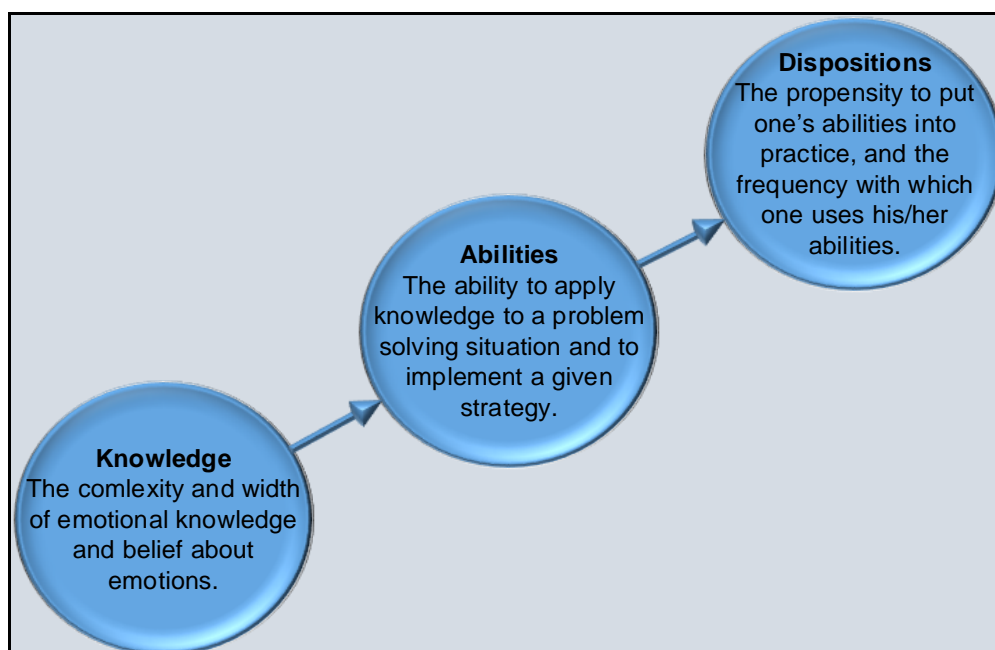 Dispositions
The propensity to put
one’s abilities into
practice, and the
frequency with which
one uses his/her
abilities.
Abilities
The ability to apply
knowledge to a problem
solving situation and to
implement a given
strategy.
Knowledge
The comlexity and width
of emotional knowledge
and belief about
emotions.